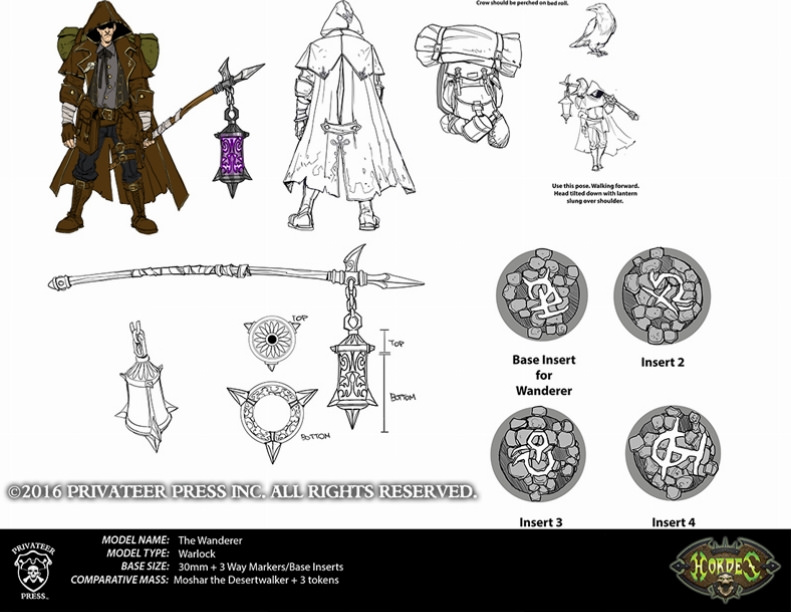 Crow should be perched on bed roll.
Use this pose, Walking forward.
Head tilted down with lantern
slung over shoulder.
TOP
TOP
BOTTOM
BOTTOM
Base Insert
for
Wanderer
Insert 2
Insert 3
Insert 4
©2016 PRIVATEER PRESS INC. ALL RIGHTS RESERVED.
PRIVATEER
PRESS
MODEL NAME: The Wanderer
MODEL TYPE: Warlock
BASE SIZE: 30mm + 3 Way Markers/Base Inserts
COMPARATIVE MASS: Moshar the Desertwalker + 3 tokens
HORDES